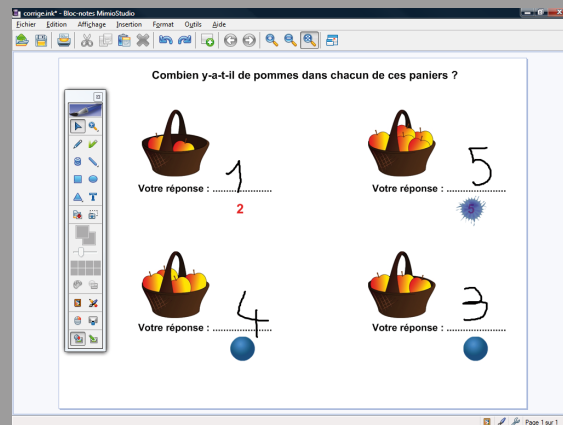 corrige.ink* - Bloc-notes MimioStudio
Fichier Edition Affichage Insertion Format Outils Aide
Combien y-a-t-il de pommes dans chacun de ces paniers ?
1 5
Votre réponse : ..................... Votre réponse : .....................
2 5
4 3
Votre réponse : ..................... Votre réponse : .....................
Page 1 sur 1